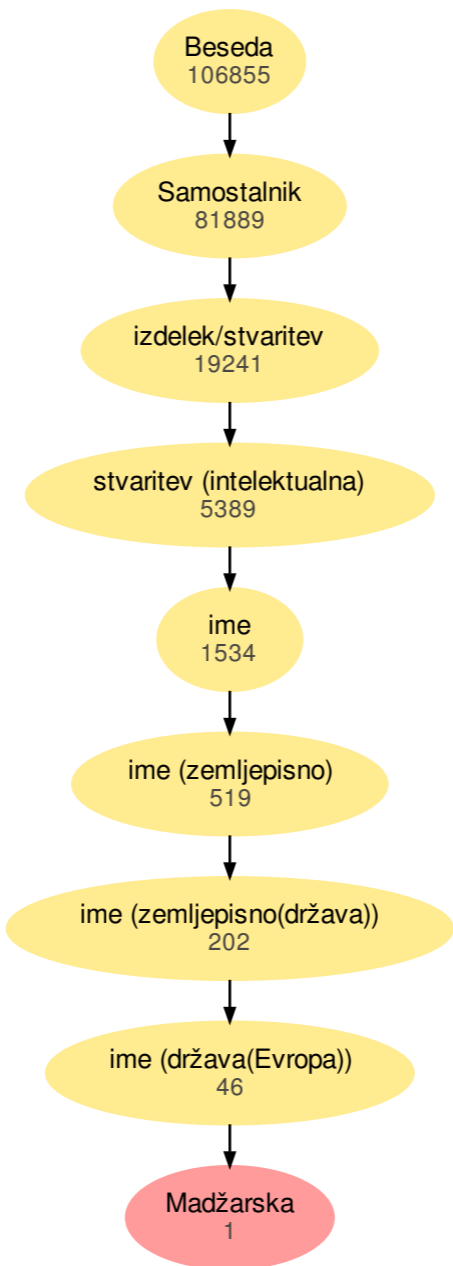 Beseda
106855
Samostalnik
81889
izdelek/stvaritev
19241
stvaritev (intelektualna)
5389
ime
1534
ime (zemljepisno)
519
ime (zemljepisno(država))
202
ime (država(Evropa))
46
Madžarska
1